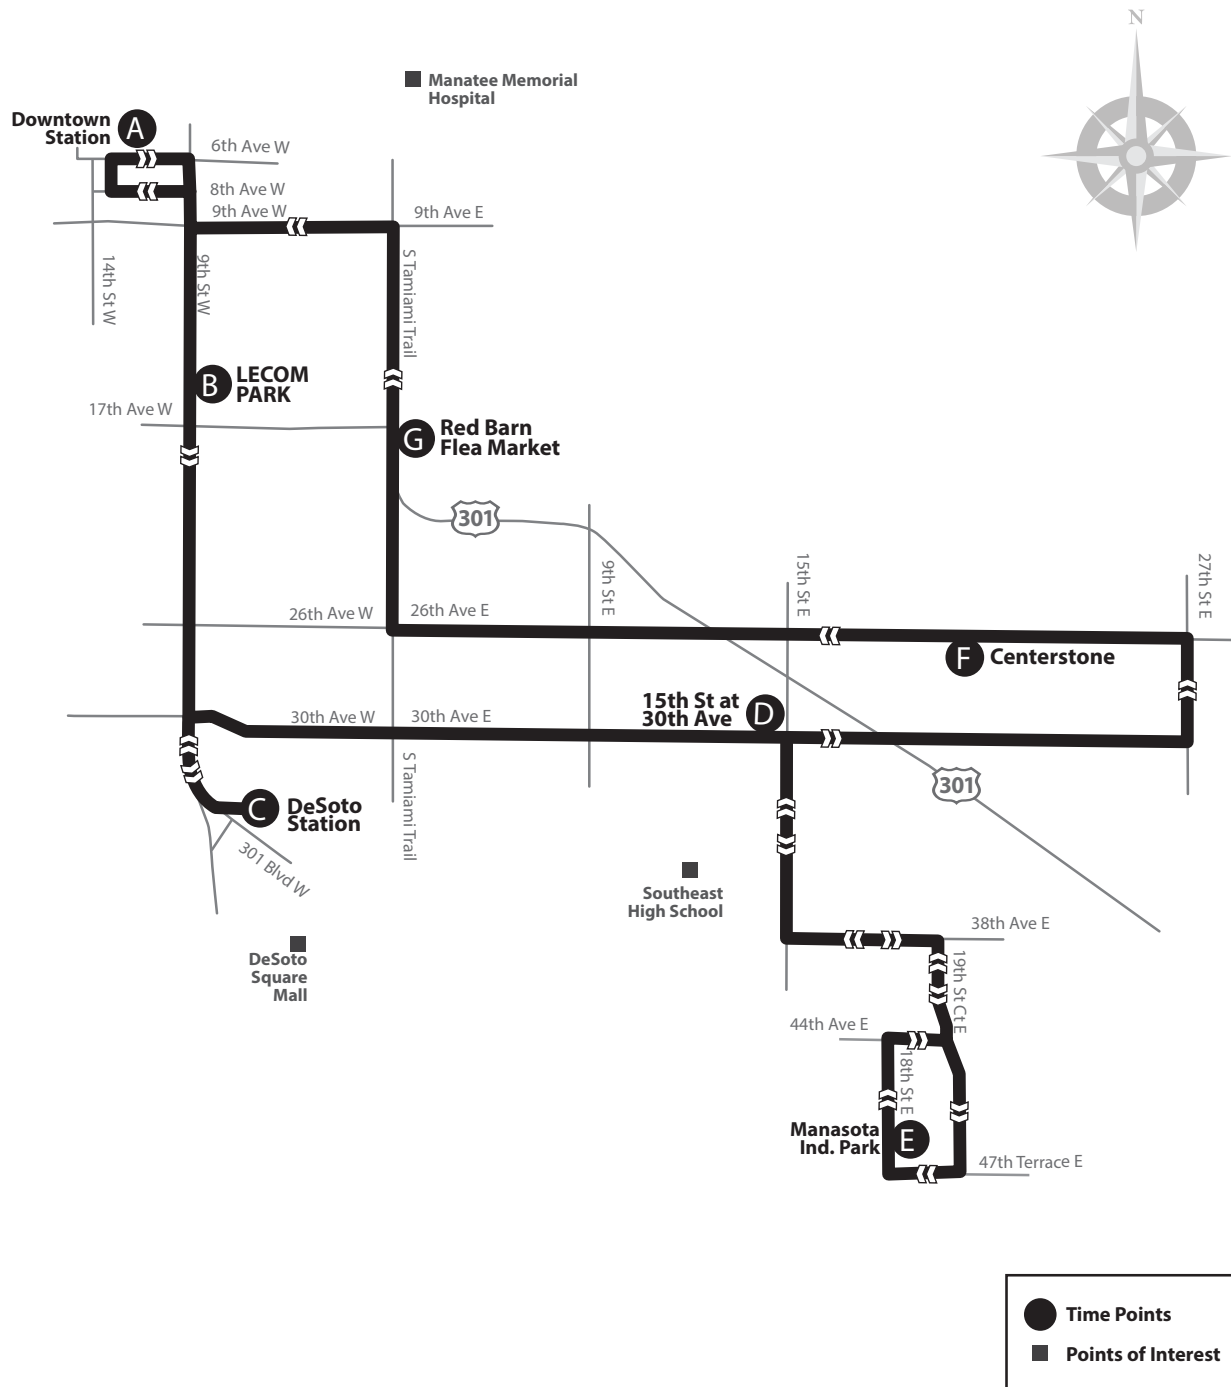 N
Manatee Memorial
Hospital
Downtown
Station
A
6th Ave W
8th Ave W
9th Ave W
9th Ave E
14th St W
9th St W
S Tamiami Trail
B
LECOM
PARK
17th Ave W
G
Red Barn
Flea Market
301
9th St E
15th St E
27th St E
26th Ave W
26th Ave E
F
Centerstone
15th St at
30th Ave
D
30th Ave W
30th Ave E
301
C
DeSoto
Station
S Tamiami Trail
301 Blvd W
Southeast
High School
DeSoto
Square
Mall
38th Ave E
19th St Ct E
44th Ave E
18th St E
Manasota
Ind. Park
E
47th Terrace E
Time Points
Points of Interest